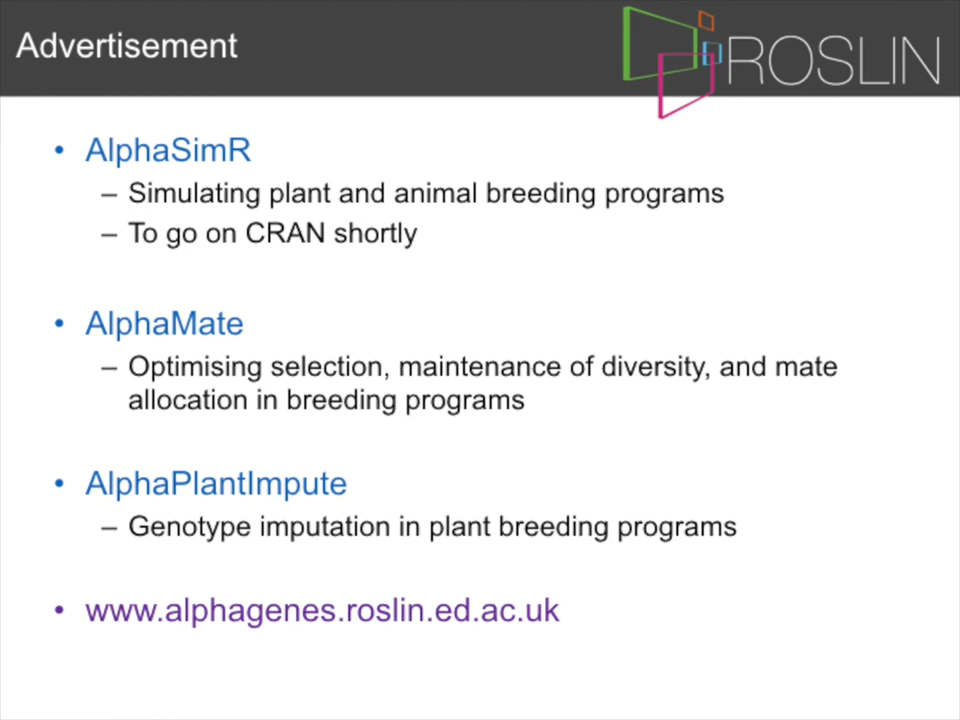 Advertisement
ROSLIN
• AlphaSimR
– Simulating plant and animal breeding programs
– To go on CRAN shortly
• AlphaMate
– Optimising selection, maintenance of diversity, and mate
allocation in breeding programs
• AlphaPlantImpute
– Genotype imputation in plant breeding programs
• www.alphagenes.roslin.ed.ac.uk